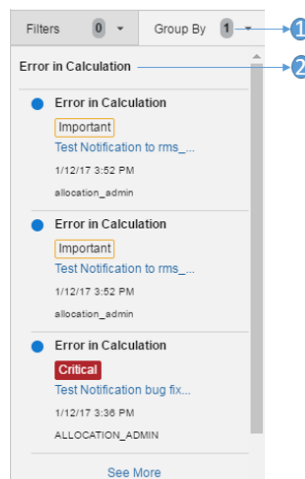 Filters 0 Group By 1 1
Error in Calculation 2
Error in Calculation
Important
Test Notification to rms_...
1/12/17 3:52 PM
allocation_admin
Error in Calculation
Important
Test Notification to rms_...
1/12/17 3:52 PM
allocation_admin
Error in Calculation
Critical
Test Notification bug fix...
1/12/17 3:36 PM
ALLOCATION_ADMIN
See More